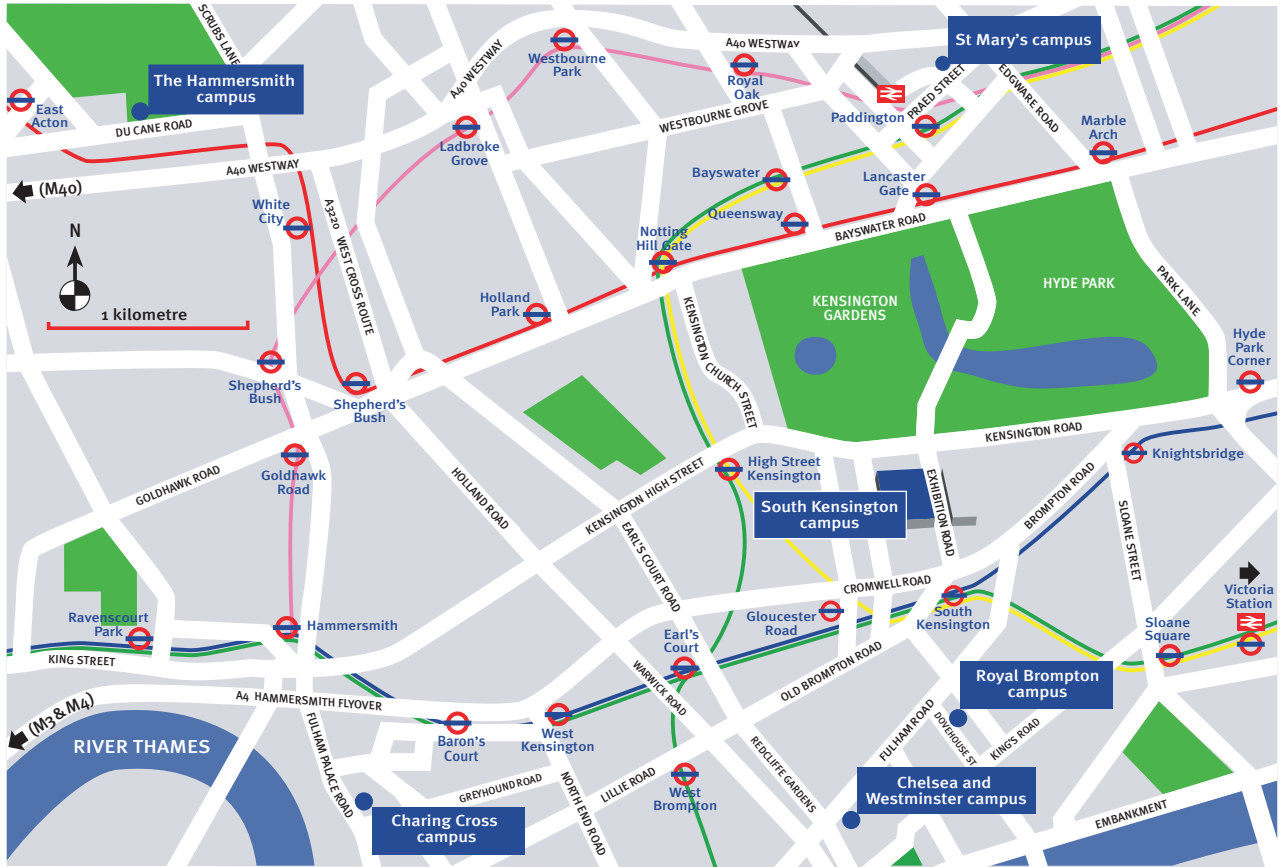 SCRUBS LANE
A40 WESTWAY
Westbourne
Park
A40 WESTWAY
Royal
Oak
St Mary's campus
The Hammersmith
campus
East
Acton
DU CANE ROAD
Ladbroke
Grove
WESTBOURNE GROVE
Paddington
PRAED STREET
EDGWARE ROAD
Marble
Arch
A40 WESTWAY
(M40)
White
City
A3220 WEST CROSS ROUTE
Bayswater
Lancaster
Gate
Queensway
BAYSWATER ROAD
Notting
Hill Gate
N
1 kilometre
Holland
Park
KENSINGTON
GARDENS
HYDE PARK
PARK LANE
KENSINGTON CHURCH STREET
Hyde
Park
Corner
Shepherd's
Bush
Shepherd's
Bush
KENSINGTON ROAD
Knightsbridge
GOLDHAWK ROAD
Goldhawk
Road
HOLLAND ROAD
KENSINGTON HIGH STREET
High Street
Kensington
South Kensington
campus
EXHIBITION ROAD
BROMPTON ROAD
SLOANE STREET
EARL'S COURT ROAD
CROMWELL ROAD
Victoria
Station
Ravenscourt
Park
Hammersmith
KING STREET
Gloucester
Road
South
Kensington
Sloane
Square
Earl's
Court
WARWICK ROAD
OLD BROMPTON ROAD
Royal Brompton
campus
(M3 & M4)
A4 HAMMERSMITH FLYOVER
RIVER THAMES
FULHAM PALACE ROAD
Baron's
Court
West
Kensington
FULHAM ROAD
DOVEHOUSE ST
KING'S ROAD
REDCLIFFE GARDENS
GREYHOUND ROAD
NORTH END ROAD
LILLIE ROAD
West
Brompton
Chelsea and
Westminster campus
Charing Cross
campus
EMBANKMENT